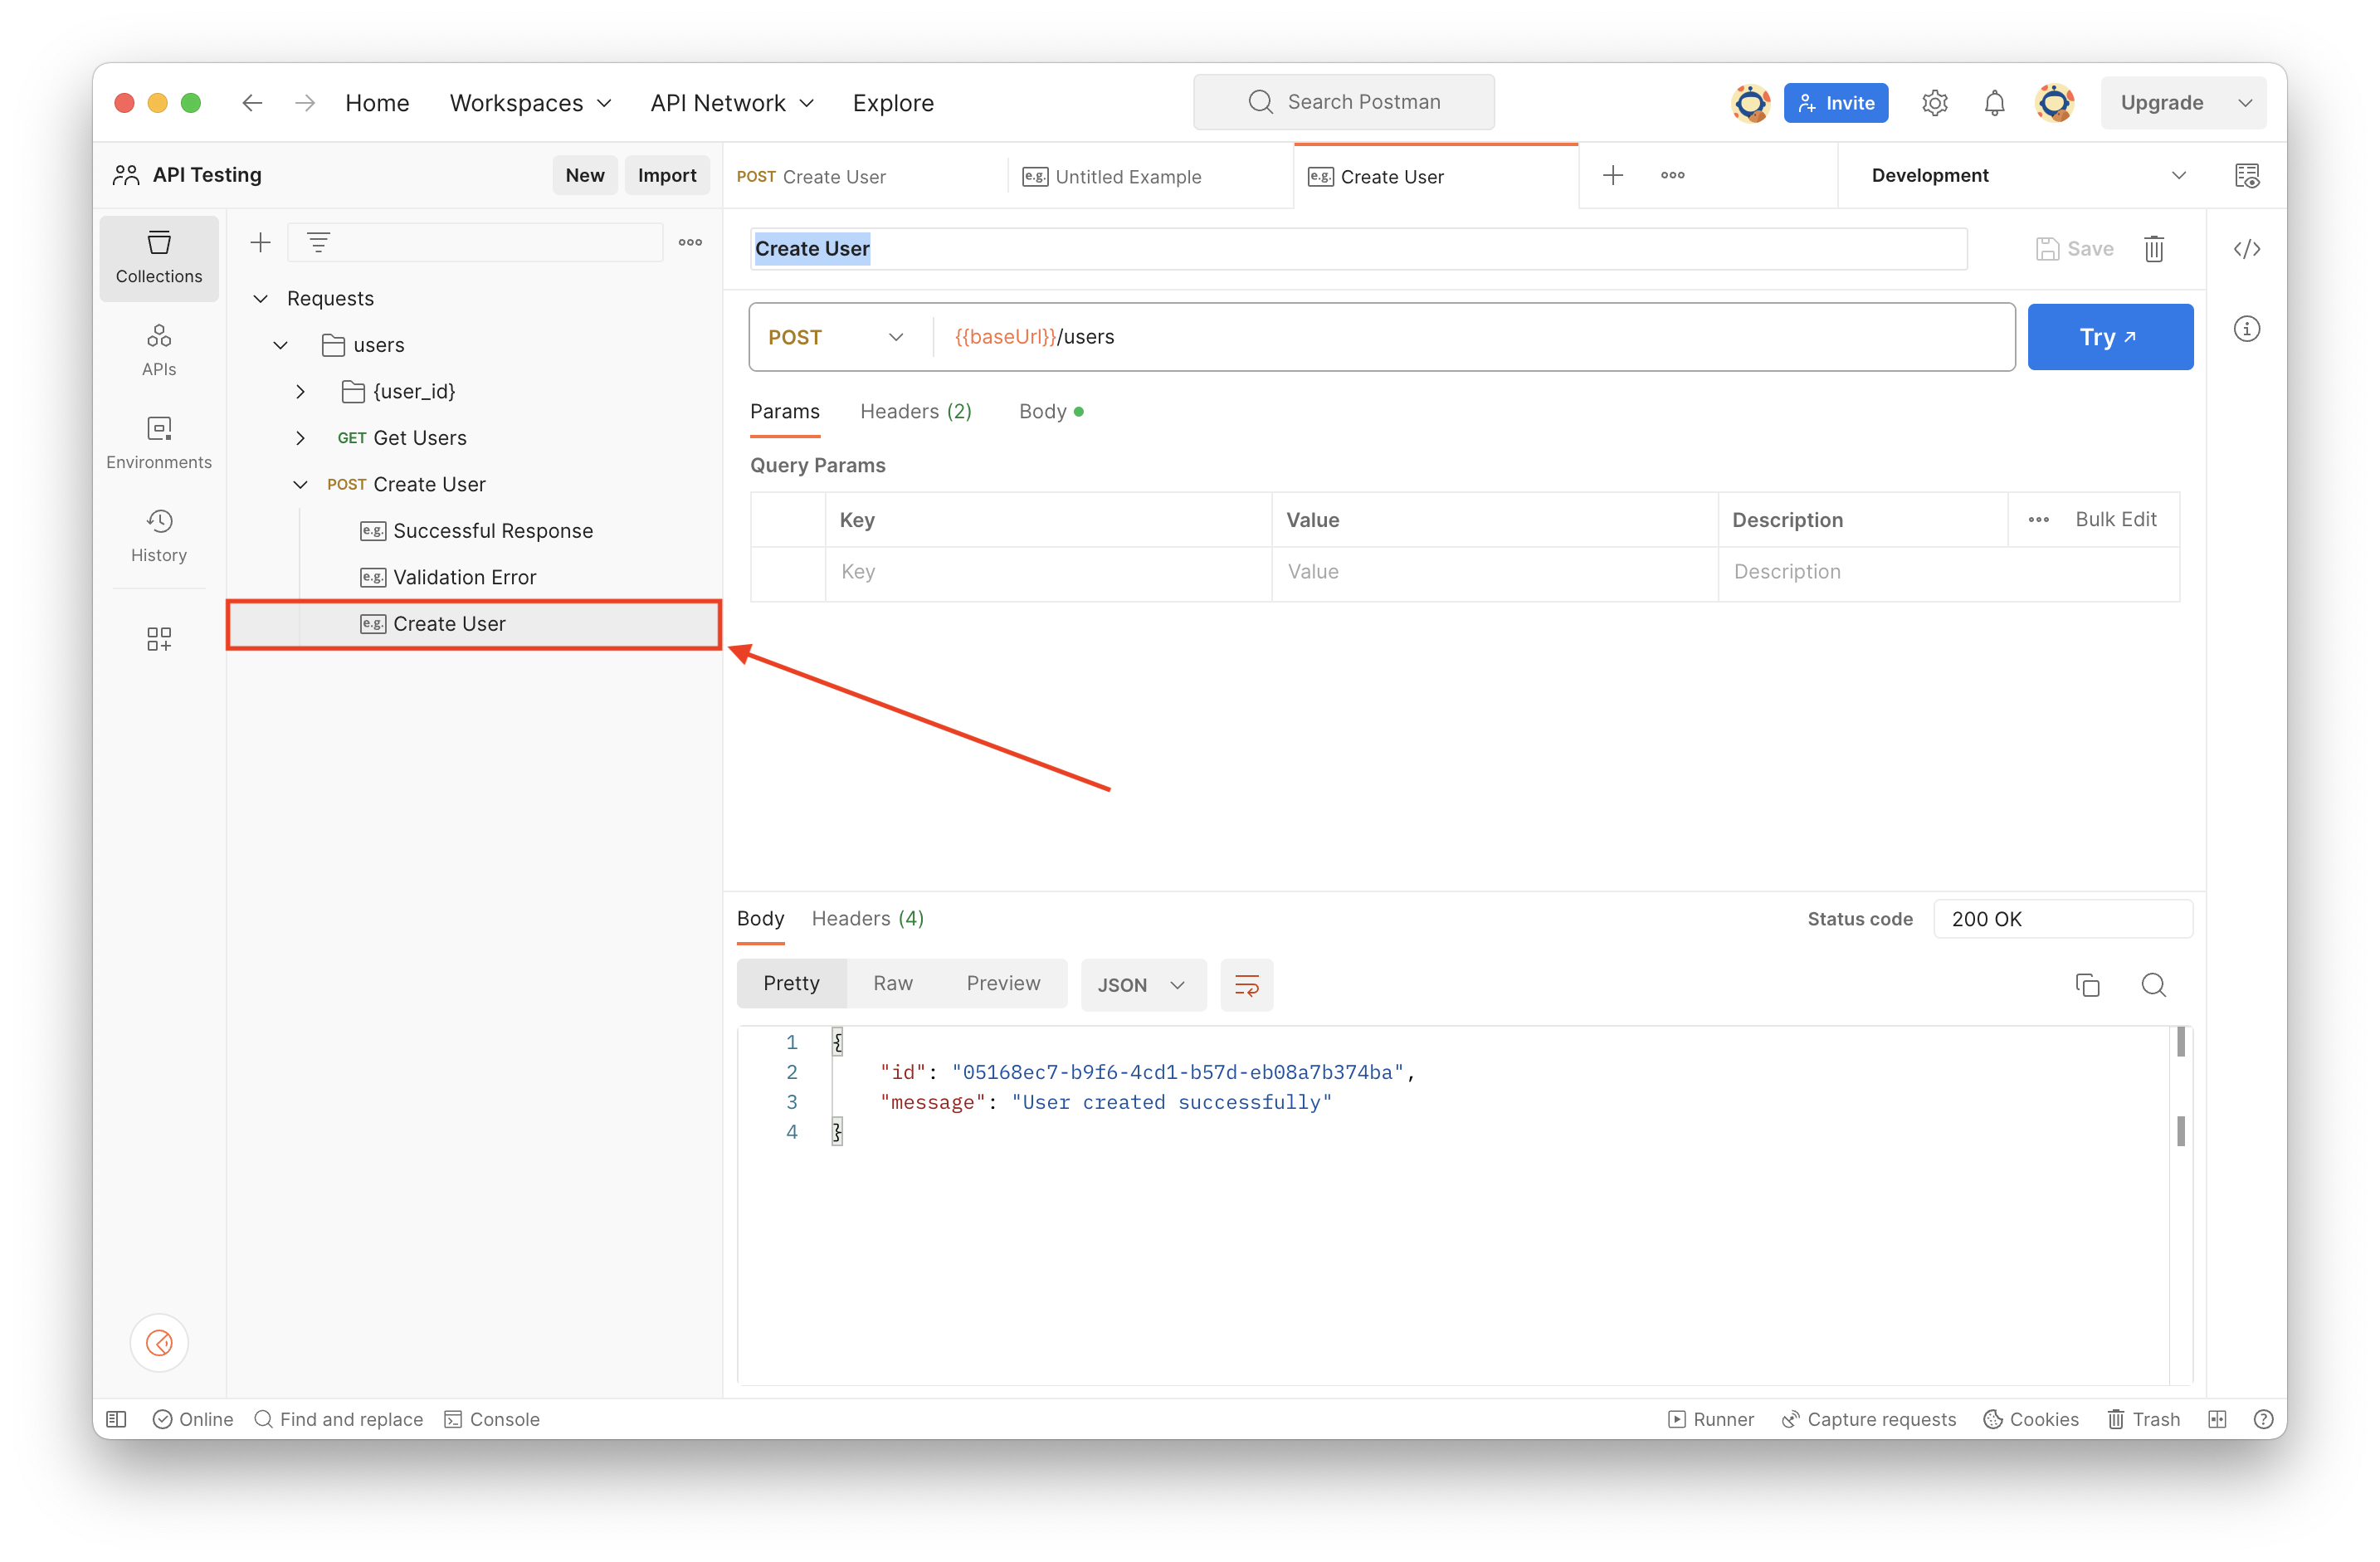 Home Workspaces API Network Explore Search Postman Invite Upgrade
API Testing New Import POST Create User e.g. Untitled Example e.g. Create User Development
Collections
APIs
Environments
History
Requests
users
{user_id}
GET Get Users
POST Create User
e.g. Successful Response
e.g. Validation Error
e.g. Create User
Create User Save
POST {{baseUrl}}/users Try
Params Headers (2) Body
Query Params
Key Value Description Bulk Edit
Key Value Description
Body Headers (4) Status code 200 OK
Pretty Raw Preview JSON
1 {
2 "id": "05168ec7-b9f6-4cd1-b57d-eb08a7b374ba",
3 "message": "User created successfully"
4 }
Online Find and replace Console Runner Capture requests Cookies Trash